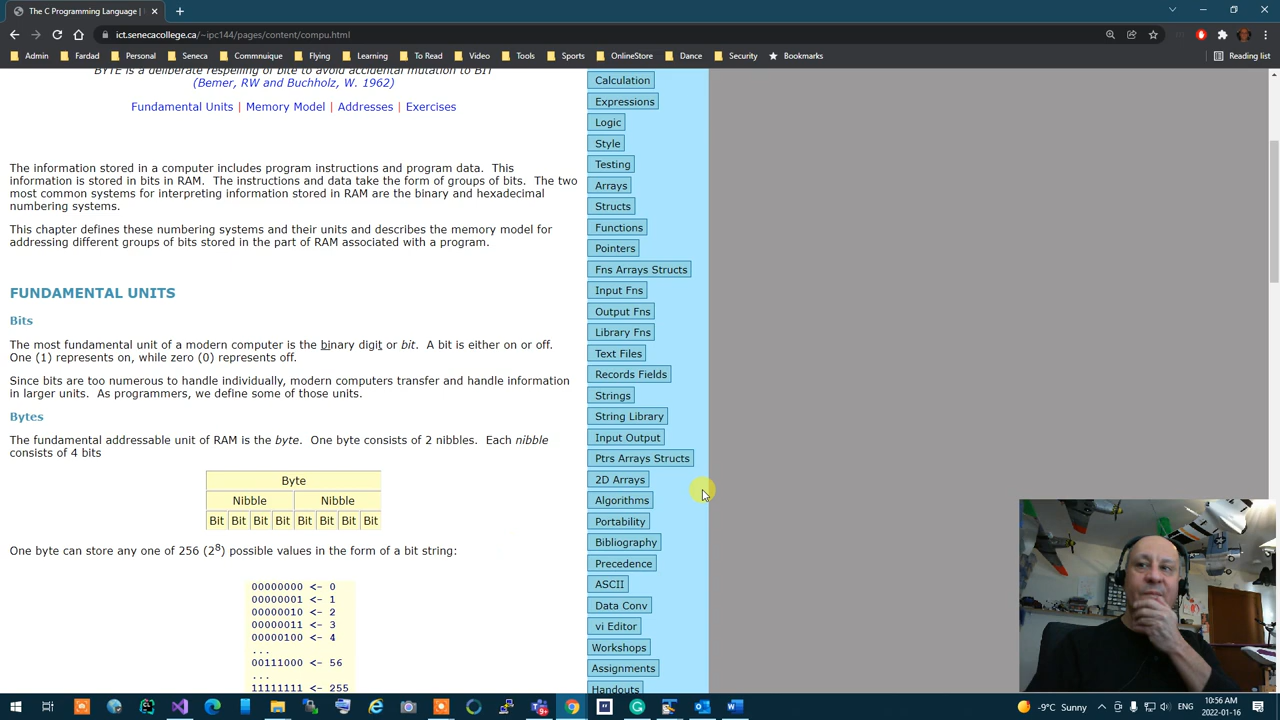 The C Programming Language |
ict.senecacollege.ca/~ipc144/pages/content/compu.html
Admin
Fardad
Personal
Seneca
Commnuique
Flying
Learning
To Read
Video
Tools
Sports
OnlineStore
Dance
Security
Bookmarks
Reading list
BYTE is a deliberate respelling of bite to avoid accidental mutation to BIT
(Bemer, RW and Buchholz, W. 1962)
Fundamental Units | Memory Model | Addresses | Exercises
The information stored in a computer includes program instructions and program data. This
information is stored in bits in RAM. The instructions and data take the form of groups of bits. The two
most common systems for interpreting information stored in RAM are the binary and hexadecimal
numbering systems.
This chapter defines these numbering systems and their units and describes the memory model for
addressing different groups of bits stored in the part of RAM associated with a program.
FUNDAMENTAL UNITS
Bits
The most fundamental unit of a modern computer is the binary digit or bit. A bit is either on or off.
One (1) represents on, while zero (0) represents off.
Since bits are too numerous to handle individually, modern computers transfer and handle information
in larger units. As programmers, we define some of those units.
Bytes
The fundamental addressable unit of RAM is the byte. One byte consists of 2 nibbles. Each nibble
consists of 4 bits
Byte
Nibble Nibble
Bit Bit Bit Bit Bit Bit Bit Bit
One byte can store any one of 256 (2⁸) possible values in the form of a bit string:
00000000 <- 0
00000001 <- 1
00000010 <- 2
00000011 <- 3
00000100 <- 4
...
00111000 <- 56
...
11111111 <- 255
Calculation
Expressions
Logic
Style
Testing
Arrays
Structs
Functions
Pointers
Fns Arrays Structs
Input Fns
Output Fns
Library Fns
Text Files
Records Fields
Strings
String Library
Input Output
Ptrs Arrays Structs
2D Arrays
Algorithms
Portability
Bibliography
Precedence
ASCII
Data Conv
vi Editor
Workshops
Assignments
Handouts
-9°C Sunny
10:56 AM
2022-01-16